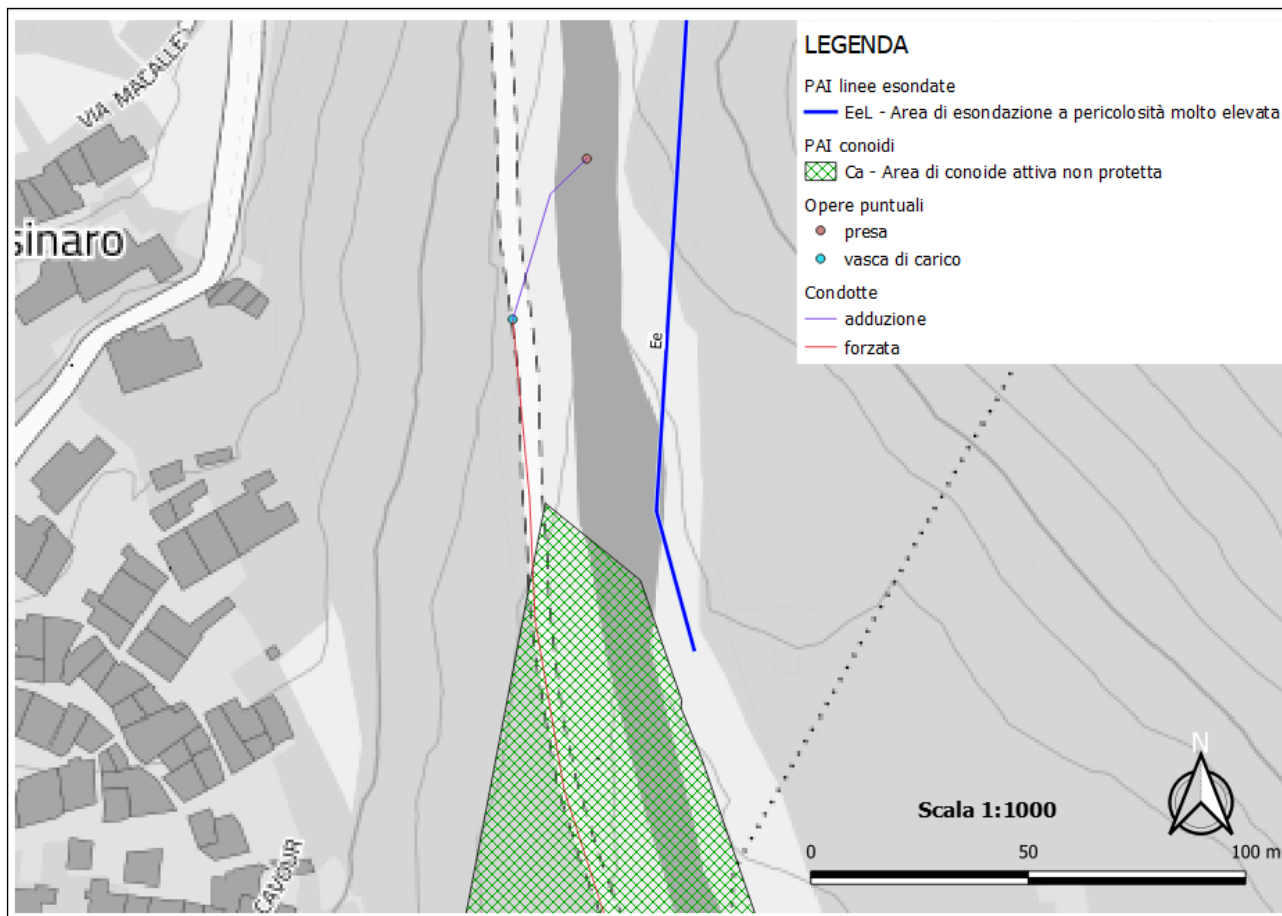 VIA MACALLE'
sinaro
CAVOUR
Ee
LEGENDA
PAI linee esondate
EeL - Area di esondazione a pericolosità molto elevata
PAI conoidi
Ca - Area di conoide attiva non protetta
Opere puntuali
presa
vasca di carico
Condotte
adduzione
forzata
N
Scala 1:1000
0 50 100 m